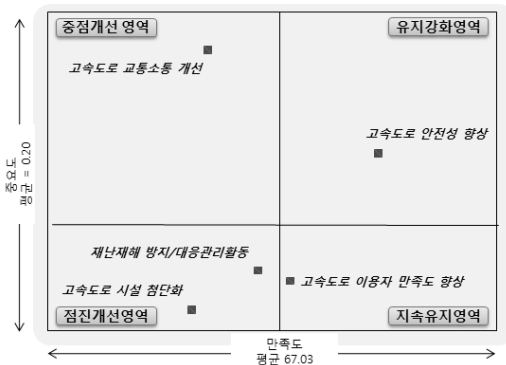 중점개선 영역
유지강화영역
고속도로 교통소통 개선
고속도로 안전성 향상
중요도
평균 = 0.20
재난재해 방지/대응관리활동
고속도로 이용자 만족도 향상
고속도로 시설 첨단화
점진개선영역
지속유지영역
만족도
평균 67.03